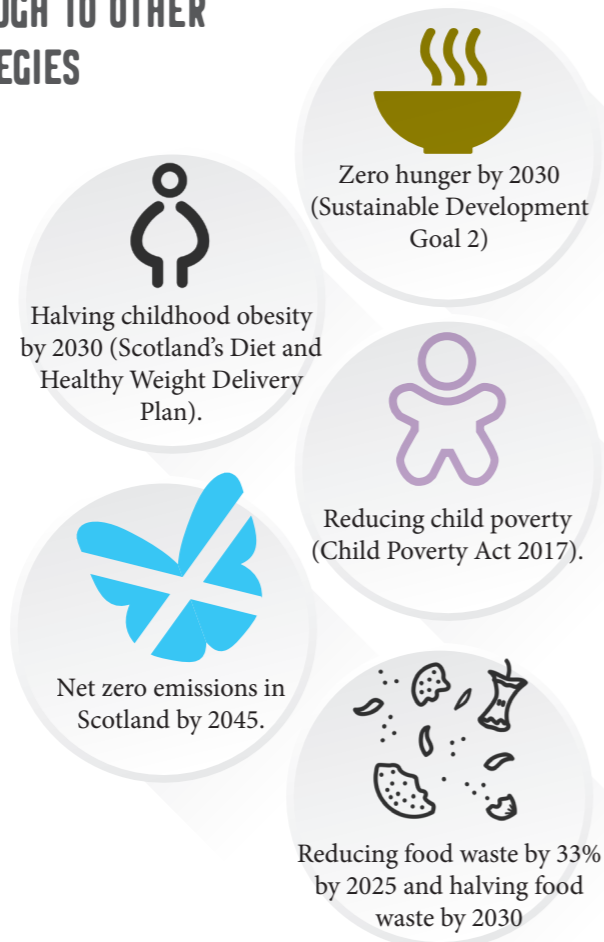 TO OTHER
Zero hunger by 2030
(Sustainable Development
Goal 2)
Halving childhood obesity
by 2030 (Scotland's Diet and
Healthy Weight Delivery
Plan).
Reducing child poverty
(Child Poverty Act 2017).
Net zero emissions in
Scotland by 2045.
Reducing food waste by 33%
by 2025 and halving food
waste by 2030